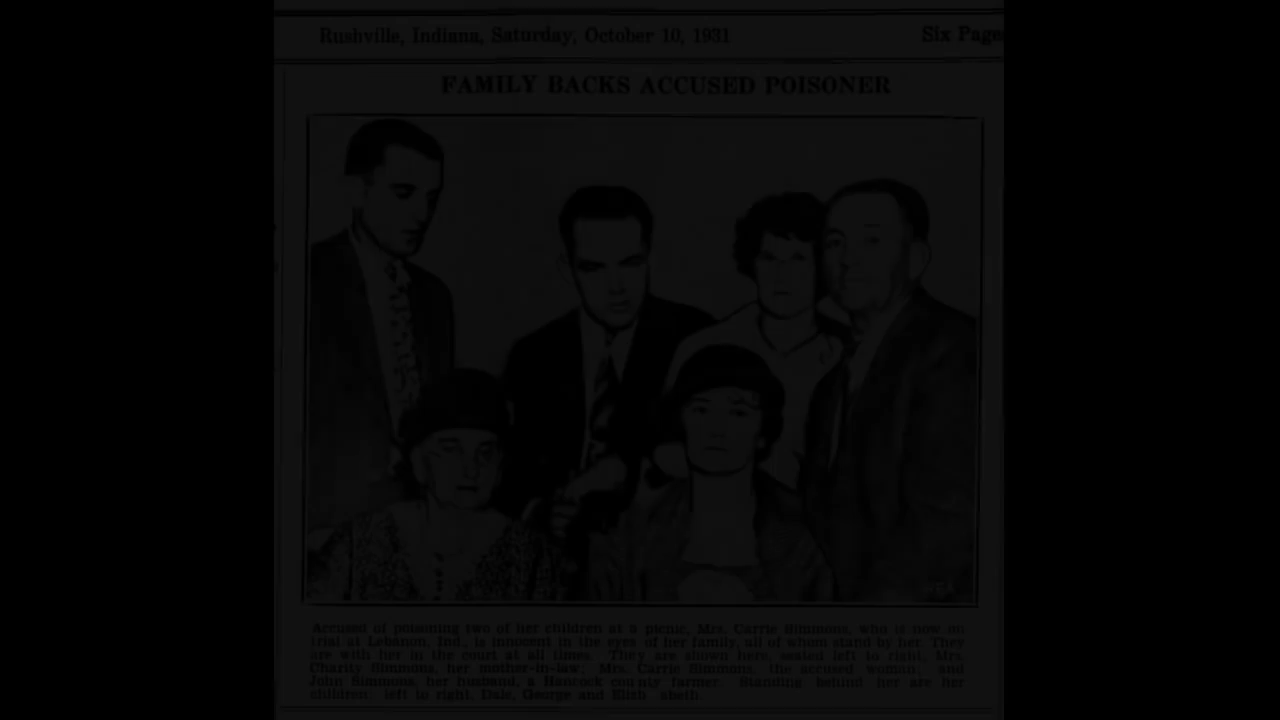 Rushville, Indiana, Saturday, October 10, 1931 Six Page
FAMILY BACKS ACCUSED POISONER
Accused of poisoning two of her children at a picnic, Mrs. Carrie Simmons, who is now on
trial at Lebanon, Ind., is innocent in the eyes of her family, all of whom stand by her. They
are with her in the court at all times. They are shown here, seated left to right, Mrs.
Charity Simmons, her mother-in-law; Mrs. Carrie Simmons, the accused woman; and
John Simmons, her husband, a Hancock county farmer. Standing behind her are her
children, left to right, Dale, George and abeth